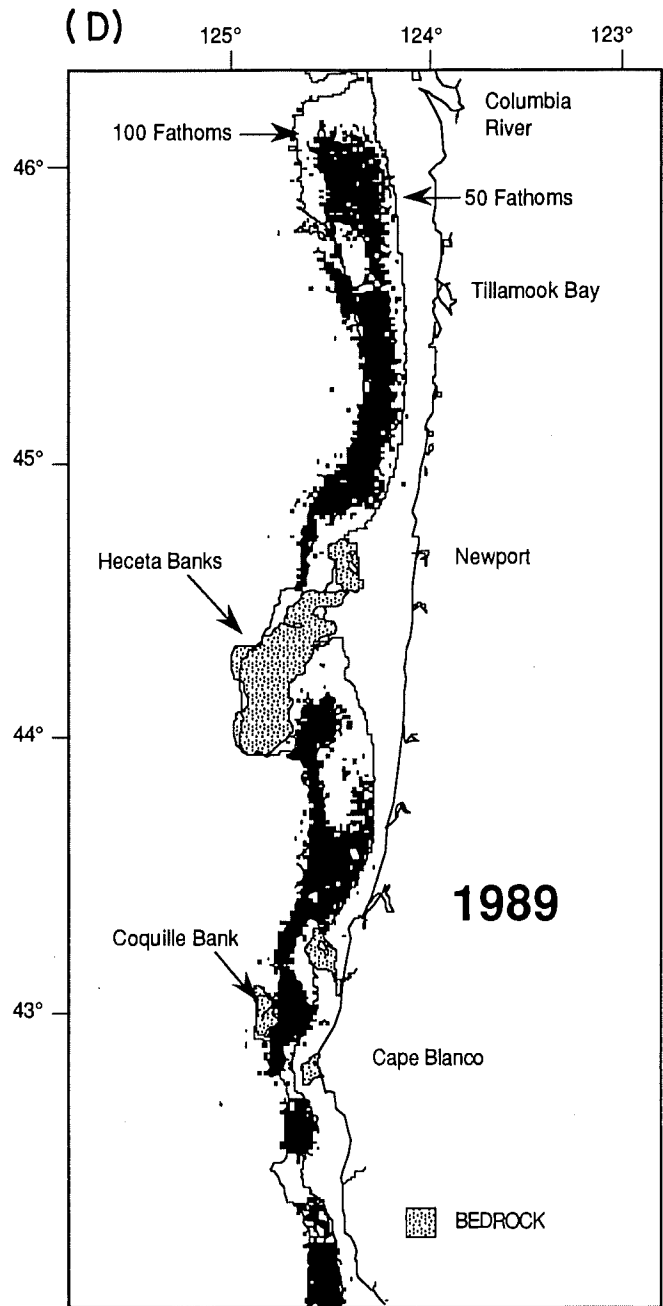 (D)
125°
124°
123°
Columbia
River
100 Fathoms
46°
50 Fathoms
Tillamook Bay
45°
Heceta Banks
Newport
44°
1989
Coquille Bank
43°
Cape Blanco
BEDROCK